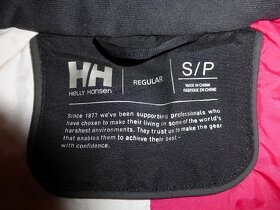 HH
Helly Hansen
REGULAR
S/P
MADE IN CHINA
FABRIQUÉ EN CHINE
Since 1877 we've been supporting professionals who
have chosen to make their living in some of the world's
harshest environments. They trust us to make the gear
that enables them to achieve their best -
with confidence.